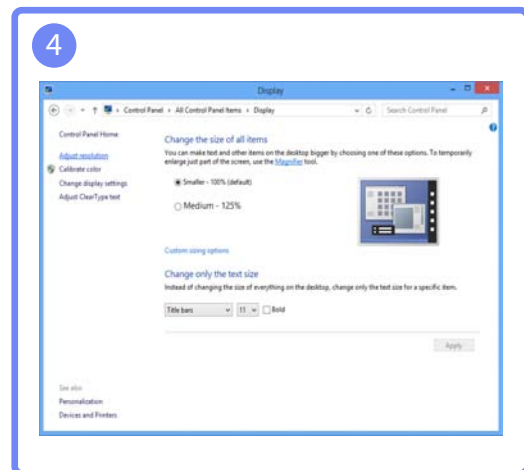 4
Display
Control Panel ▸ All Control Panel Items ▸ Display
Search Control Panel
Control Panel Home
Adjust resolution
Calibrate color
Change display settings
Adjust ClearType text
Change the size of all items
You can make text and other items on the desktop bigger by choosing one of these options. To temporarily
enlarge just part of the screen, use the Magnifier tool.
Smaller - 100% (default)
Medium - 125%
Custom sizing options
Change only the text size
Instead of changing the size of everything on the desktop, change only the text size for a specific item.
Title bars 11 Bold
Apply
See also
Personalization
Devices and Printers